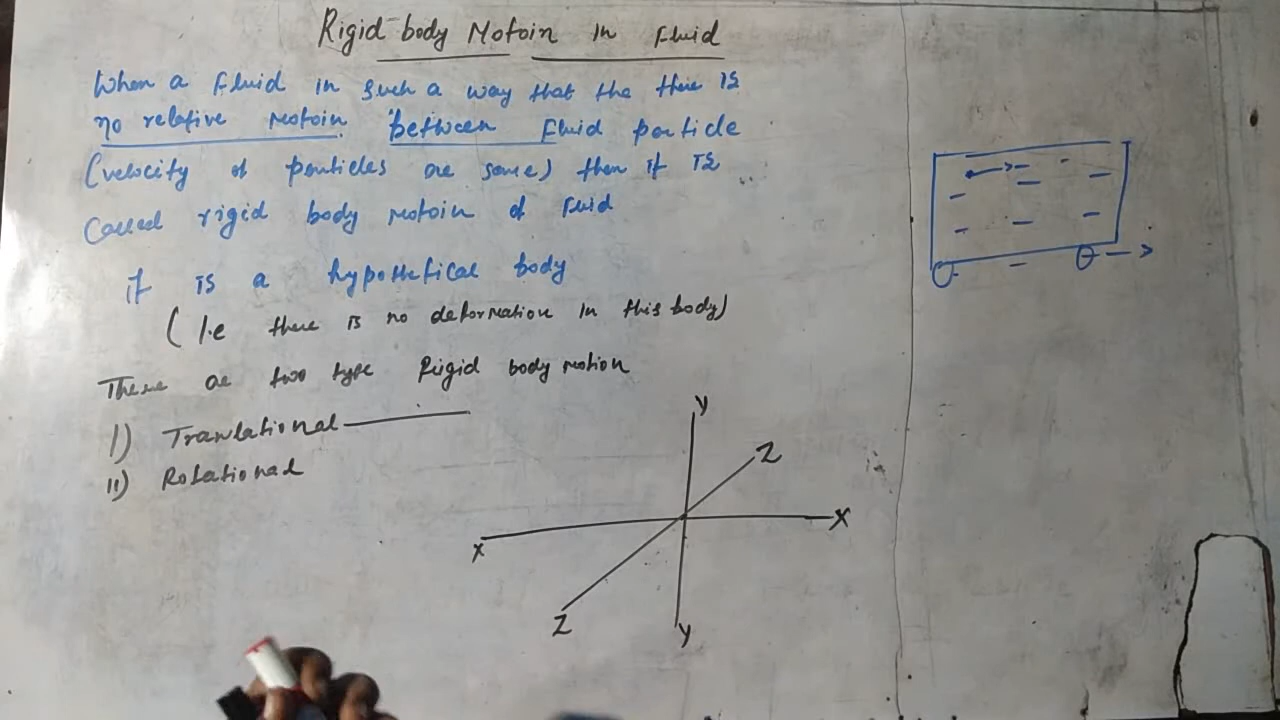 Rigid body Motoin in Fluid
When a Fluid in such a way that the there is
no relative motoin between Fluid particle
(velocity of particles are same) then it is
Called rigid body motoin of fluid
it is a hypothetical body
( I.e there is no deformation in this body)
There are two type Rigid body motion
I) Translational
II) Rotational
Y
Z
X
X
Z
Y